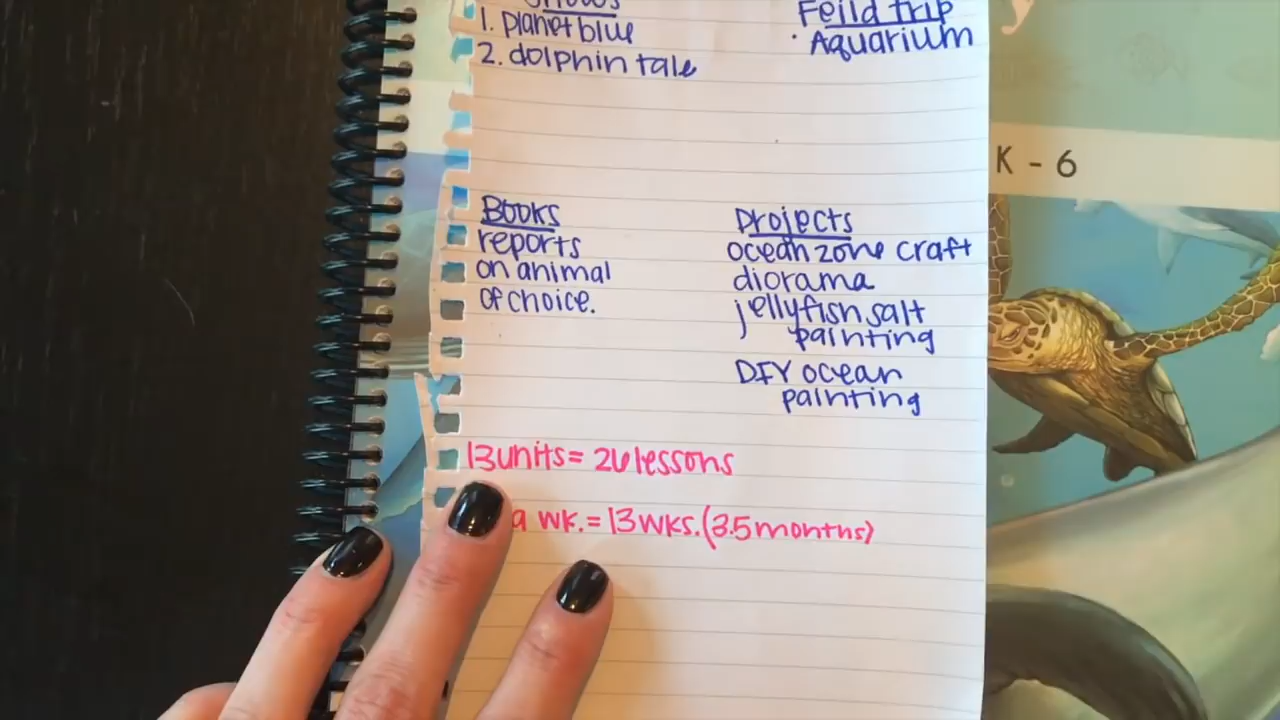 1. planet blue
2. dolphin tale
Feild trip
· Aquarium
K - 6
Books
reports
on animal
of choice.
Projects
ocean zone craft
diorama
jellyfish salt
painting
DIY ocean
painting
13 units = 26 lessons
a wk. = 13 wks. (3.5 months)